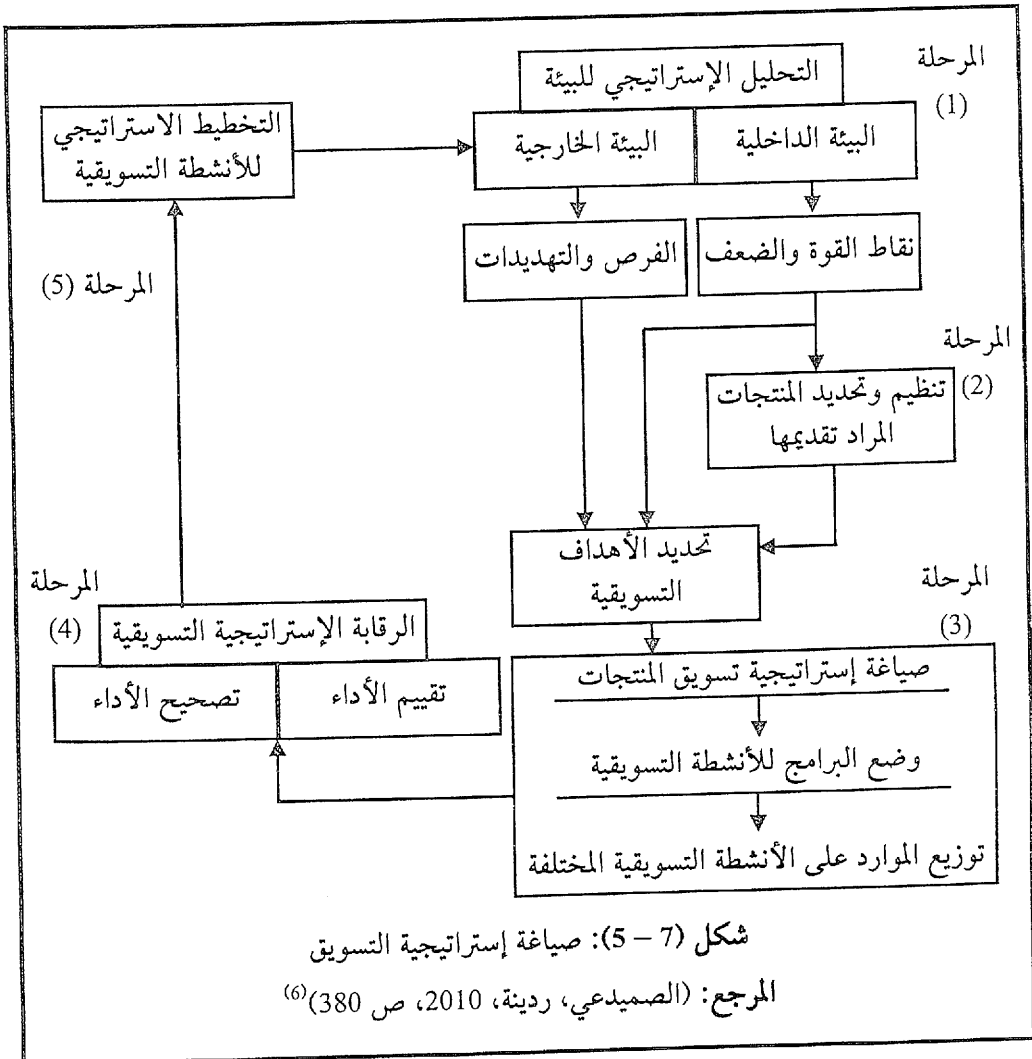 المرحلة
(1)
التحليل الإستراتيجي للبيئة
البيئة الداخلية
البيئة الخارجية
التخطيط الاستراتيجي
للأنشطة التسويقية
نقاط القوة والضعف
الفرص والتهديدات
المرحلة (5)
المرحلة
(2)
تنظيم وتحديد المنتجات
المراد تقديمها
تحديد الأهداف
التسويقية
المرحلة
(3)
صياغة إستراتيجية تسويق المنتجات
وضع البرامج للأنشطة التسويقية
توزيع الموارد على الأنشطة التسويقية المختلفة
المرحلة
(4)
الرقابة الإستراتيجية التسويقية
تقييم الأداء
تصحيح الأداء
شكل (7 – 5): صياغة إستراتيجية التسويق
المرجع: (الصميدعي، ردينة، 2010، ص 380)(6)